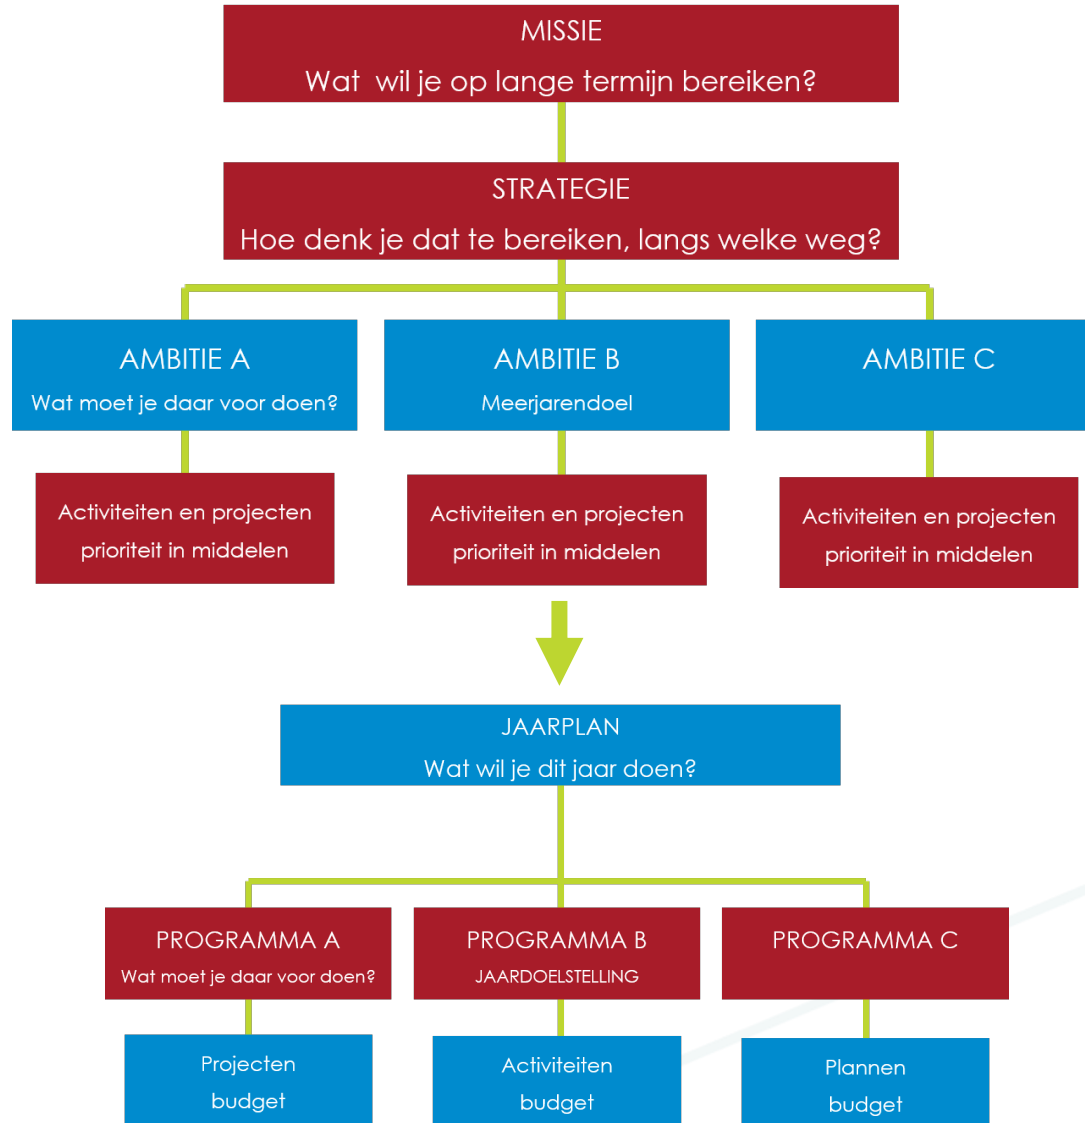 MISSIE
Wat wil je op lange termijn bereiken?
STRATEGIE
Hoe denk je dat te bereiken, langs welke weg?
AMBITIE A
Wat moet je daar voor doen?
AMBITIE B
Meerjarendoel
AMBITIE C
Activiteiten en projecten
prioriteit in middelen
Activiteiten en projecten
prioriteit in middelen
Activiteiten en projecten
prioriteit in middelen
JAARPLAN
Wat wil je dit jaar doen?
PROGRAMMA A
Wat moet je daar voor doen?
PROGRAMMA B
JAARDOELSTELLING
PROGRAMMA C
Projecten
budget
Activiteiten
budget
Plannen
budget